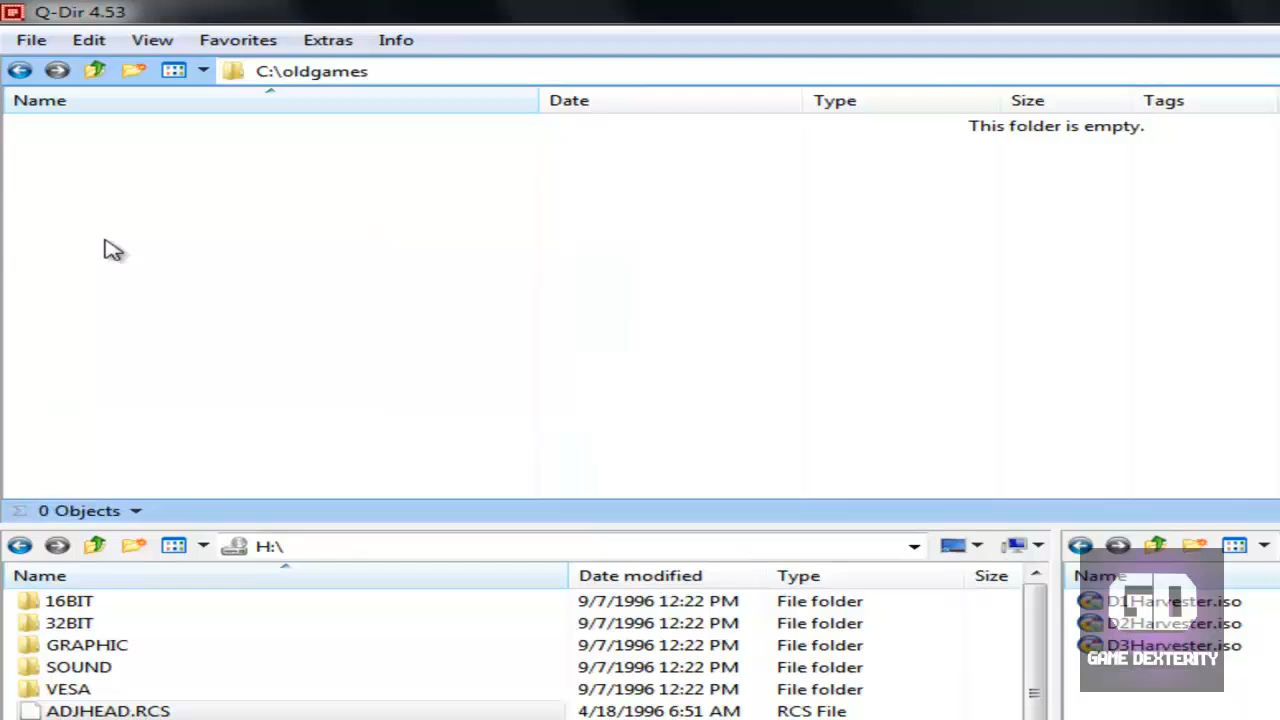 Q-Dir 4.53
File Edit View Favorites Extras Info
C:\oldgames
Name Date Type Size Tags
This folder is empty.
0 Objects
H:\
Name Date modified Type Size
16BIT 9/7/1996 12:22 PM File folder
32BIT 9/7/1996 12:22 PM File folder
GRAPHIC 9/7/1996 12:22 PM File folder
SOUND 9/7/1996 12:22 PM File folder
VESA 9/7/1996 12:22 PM File folder
ADJHEAD.RCS 4/18/1996 6:51 AM RCS File
Name
D1Harvester.iso
D2Harvester.iso
D3Harvester.iso
GD
GAME DEXTERITY